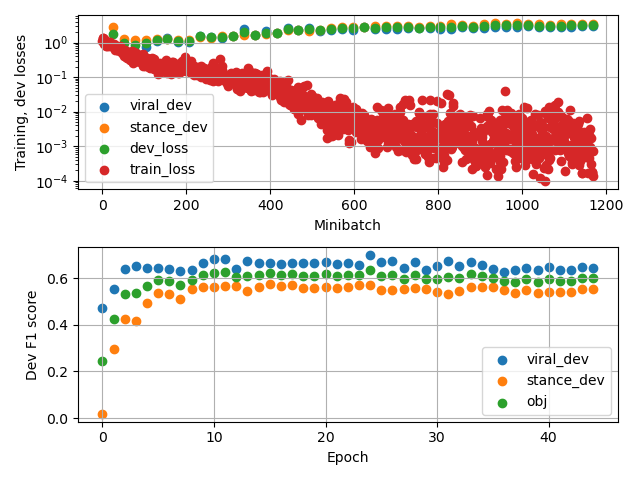 Training, dev losses
10⁰
10⁻¹
10⁻²
10⁻³
10⁻⁴
viral_dev
stance_dev
dev_loss
train_loss
0 200 400 600 800 1000 1200
Minibatch
Dev F1 score
0.6
0.4
0.2
0.0
viral_dev
stance_dev
obj
0 10 20 30 40
Epoch